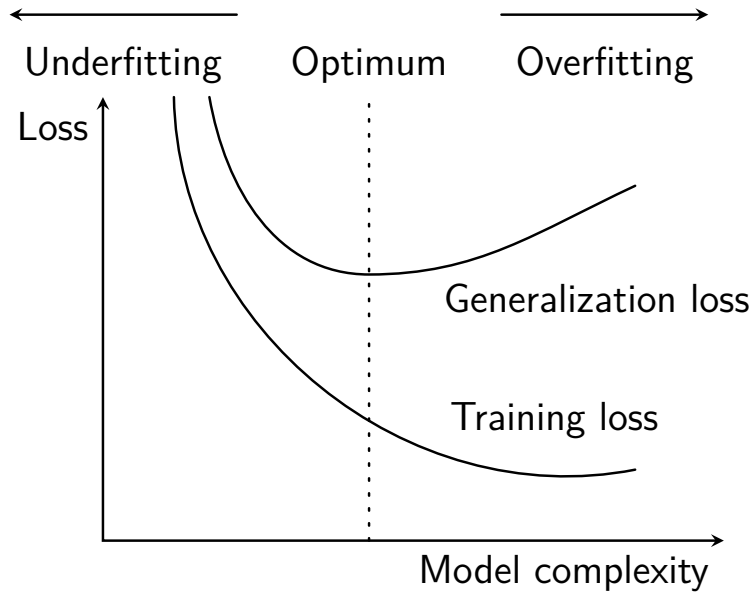 Underfitting Optimum Overfitting
Loss
Generalization loss
Training loss
Model complexity